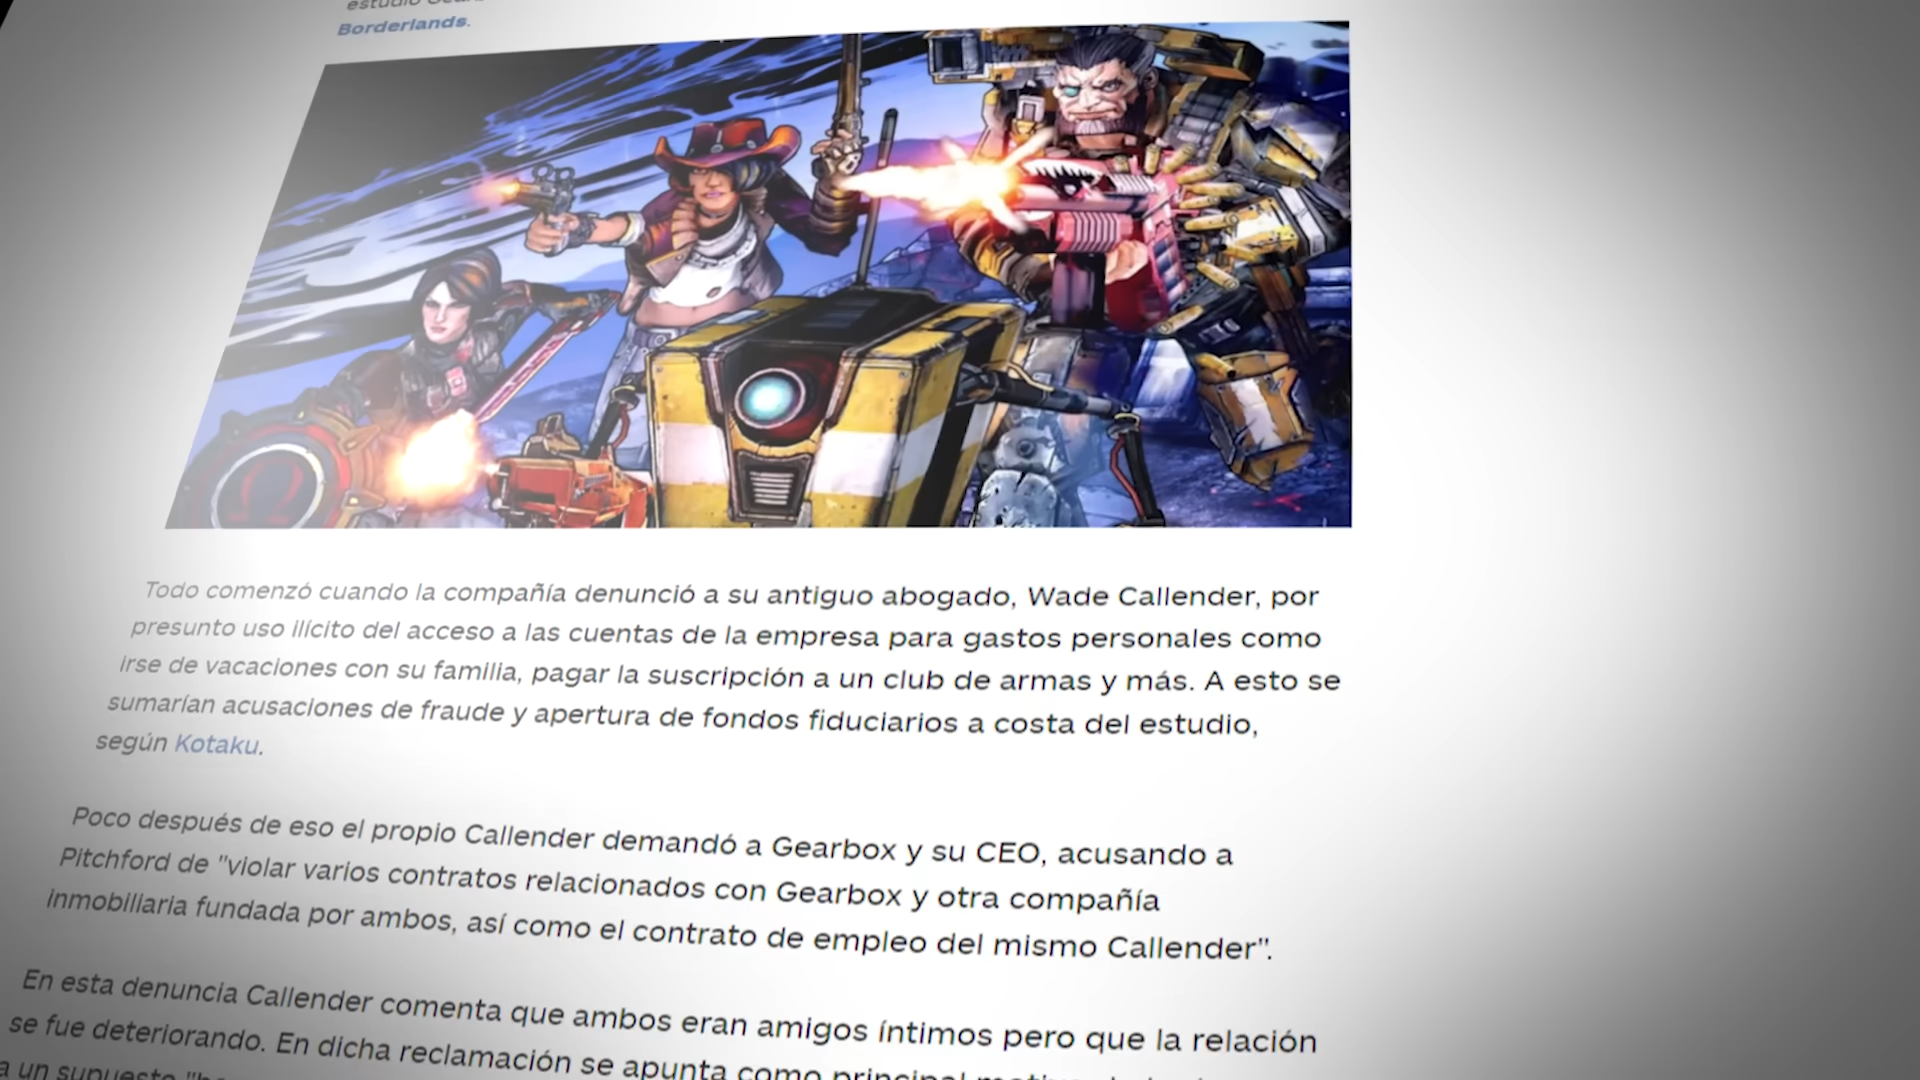 estudio
Borderlands.
Todo comenzó cuando la compañía denunció a su antiguo abogado, Wade Callender, por
presunto uso ilícito del acceso a las cuentas de la empresa para gastos personales como
irse de vacaciones con su familia, pagar la suscripción a un club de armas y más. A esto se
sumarían acusaciones de fraude y apertura de fondos fiduciarios a costa del estudio,
según Kotaku.
Poco después de eso el propio Callender demandó a Gearbox y su CEO, acusando a
Pitchford de "violar varios contratos relacionados con Gearbox y otra compañía
inmobiliaria fundada por ambos, así como el contrato de empleo del mismo Callender".
En esta denuncia Callender comenta que ambos eran amigos íntimos pero que la relación
se fue deteriorando. En dicha reclamación se apunta como principal
a un supuesto